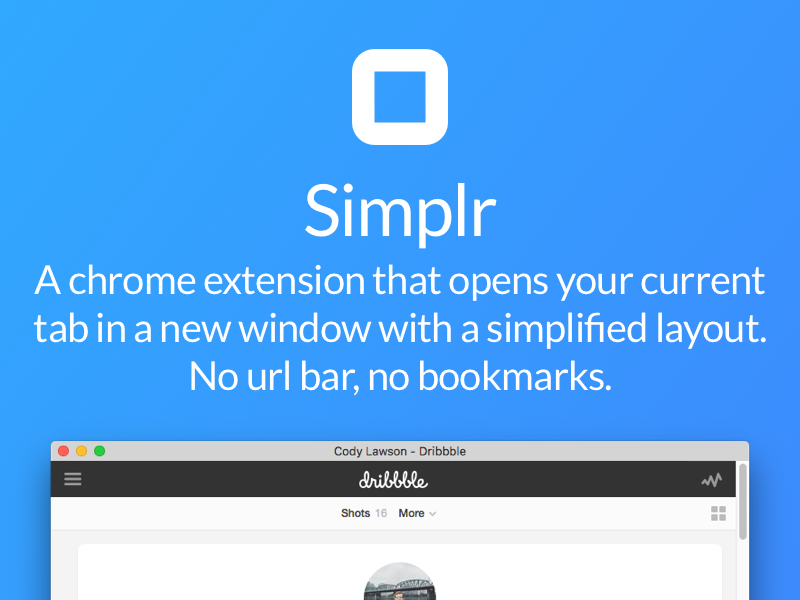 Simplr
A chrome extension that opens your current
tab in a new window with a simplified layout.
No url bar, no bookmarks.
Cody Lawson - Dribbble
dribbble
Shots 16 More